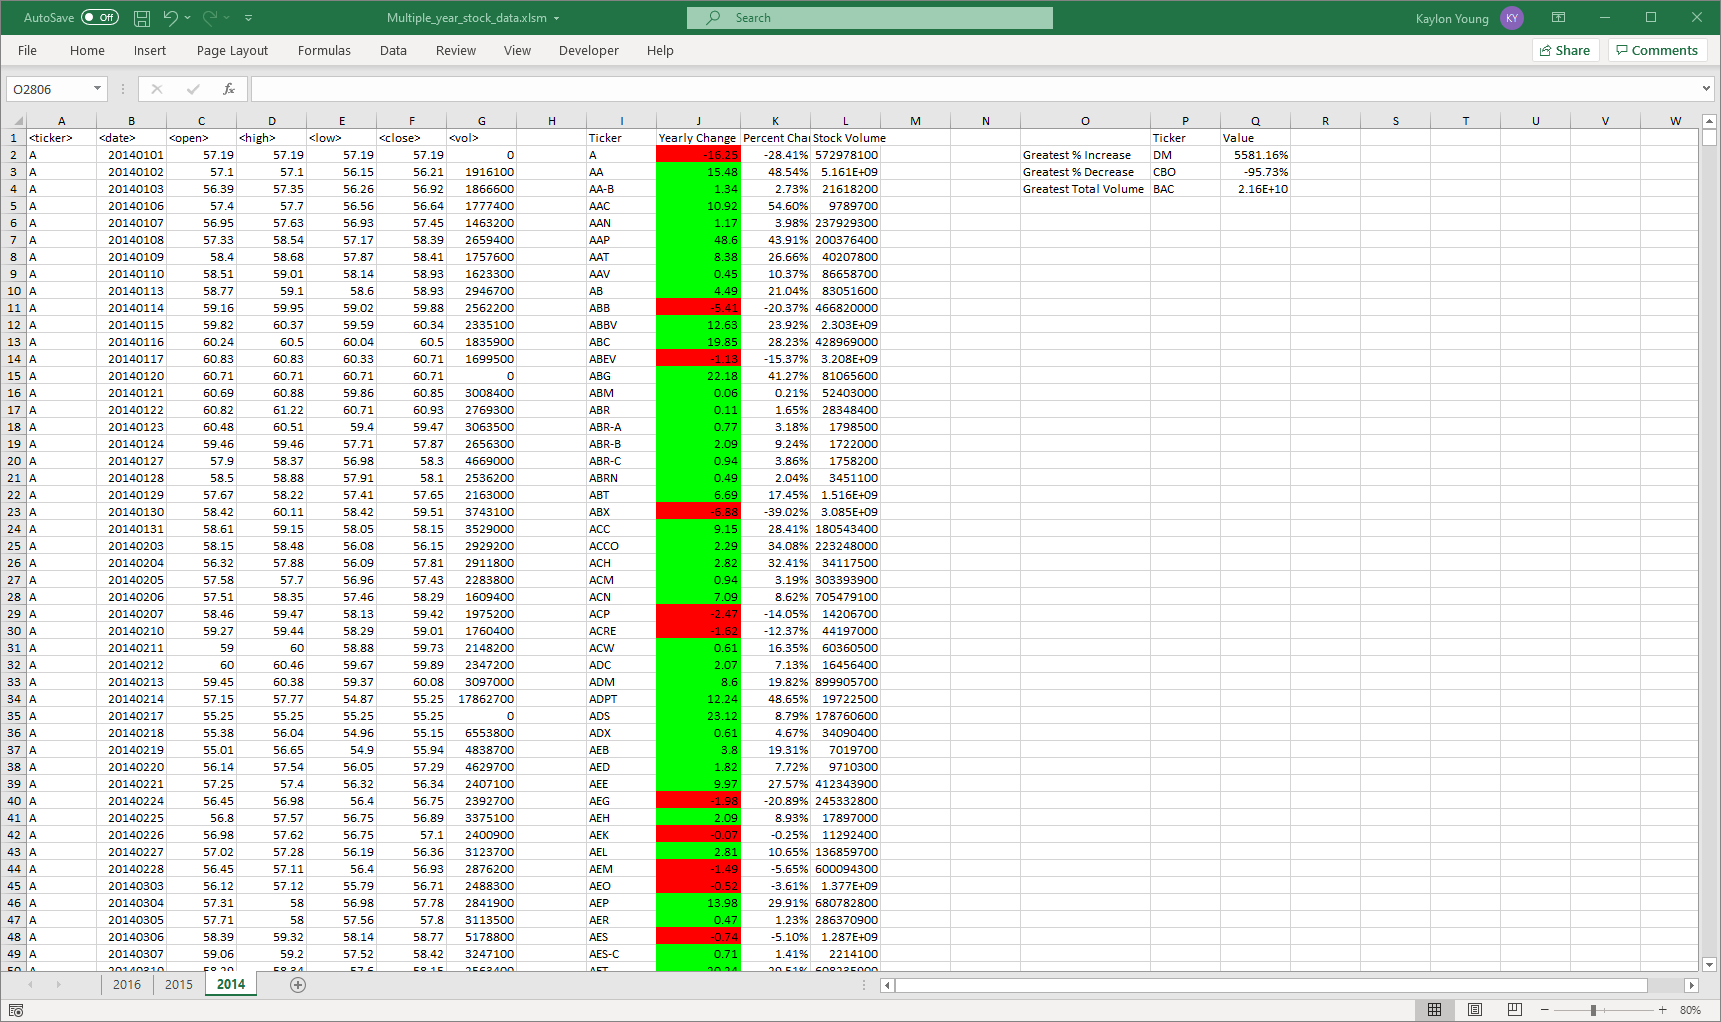 AutoSave Off Multiple_year_stock_data.xlsm Search Kaylon Young KY
File Home Insert Page Layout Formulas Data Review View Developer Help Share Comments
O2806 fx
A B C D E F G H I J K L M N O P Q R S T U V W
1 <ticker> <date> <open> <high> <low> <close> <vol> Ticker Yearly Change Percent Chan Stock Volume Ticker Value
2 A 20140101 57.19 57.19 57.19 57.19 0 A -16.25 -28.41% 572978100 Greatest % Increase DM 5581.16%
3 A 20140102 57.1 57.1 56.15 56.21 1916100 AA 15.48 48.54% 5.161E+09 Greatest % Decrease CBO -95.73%
4 A 20140103 56.39 57.35 56.26 56.92 1866600 AA-B 1.34 2.73% 21618200 Greatest Total Volume BAC 2.16E+10
5 A 20140106 57.4 57.7 56.56 56.64 1777400 AAC 10.92 54.60% 9789700
6 A 20140107 56.95 57.63 56.93 57.45 1463200 AAN 1.17 3.98% 237929300
7 A 20140108 57.33 58.54 57.17 58.39 2659400 AAP 48.6 43.91% 200376400
8 A 20140109 58.4 58.68 57.87 58.41 1757600 AAT 8.38 26.66% 40207800
9 A 20140110 58.51 59.01 58.14 58.93 1623300 AAV 0.45 10.37% 86658700
10 A 20140113 58.77 59.1 58.6 58.93 2946700 AB 4.49 21.04% 83051600
11 A 20140114 59.16 59.95 59.02 59.88 2562200 ABB -5.41 -20.37% 466820000
12 A 20140115 59.82 60.37 59.59 60.34 2335100 ABBV 12.63 23.92% 2.303E+09
13 A 20140116 60.24 60.5 60.04 60.5 1835900 ABC 19.85 28.23% 428969000
14 A 20140117 60.83 60.83 60.33 60.71 1699500 ABEV -1.13 -15.37% 3.208E+09
15 A 20140120 60.71 60.71 60.71 60.71 0 ABG 22.18 41.27% 81065600
16 A 20140121 60.69 60.88 59.86 60.85 3008400 ABM 0.06 0.21% 52403000
17 A 20140122 60.82 61.22 60.71 60.93 2769300 ABR 0.11 1.65% 28348400
18 A 20140123 60.48 60.51 59.4 59.47 3063500 ABR-A 0.77 3.18% 1798500
19 A 20140124 59.46 59.46 57.71 57.87 2656300 ABR-B 2.09 9.24% 1722000
20 A 20140127 57.9 58.37 56.98 58.3 4669000 ABR-C 0.94 3.86% 1758200
21 A 20140128 58.5 58.88 57.91 58.1 2536200 ABRN 0.49 2.04% 3451100
22 A 20140129 57.67 58.22 57.41 57.65 2163000 ABT 6.69 17.45% 1.516E+09
23 A 20140130 58.42 60.11 58.42 59.51 3743100 ABX -6.88 -39.02% 3.085E+09
24 A 20140131 58.61 59.15 58.05 58.15 3529000 ACC 9.15 28.41% 180543400
25 A 20140203 58.15 58.48 56.08 56.15 2929200 ACCO 2.29 34.08% 223248000
26 A 20140204 56.32 57.88 56.09 57.81 2911800 ACH 2.82 32.41% 34117500
27 A 20140205 57.58 57.7 56.96 57.43 2283800 ACM 0.94 3.19% 303393900
28 A 20140206 57.51 58.35 57.46 58.29 1609400 ACN 7.09 8.62% 705479100
29 A 20140207 58.46 59.47 58.13 59.42 1975200 ACP -2.47 -14.05% 14206700
30 A 20140210 59.27 59.44 58.29 59.01 1760400 ACRE -1.62 -12.37% 44197000
31 A 20140211 59 60 58.88 59.73 2148200 ACW 0.61 16.35% 60360500
32 A 20140212 60 60.46 59.67 59.89 2347200 ADC 2.07 7.13% 16456400
33 A 20140213 59.45 60.38 59.37 60.08 3097000 ADM 8.6 19.82% 899905700
34 A 20140214 57.15 57.77 54.87 55.25 17862700 ADPT 12.24 48.65% 19722500
35 A 20140217 55.25 55.25 55.25 55.25 0 ADS 23.12 8.79% 178760600
36 A 20140218 55.38 56.04 54.96 55.15 6553800 ADX 0.61 4.67% 34090400
37 A 20140219 55.01 56.65 54.9 55.94 4838700 AEB 3.8 19.31% 7019700
38 A 20140220 56.14 57.54 56.05 57.29 4629700 AED 1.82 7.72% 9710300
39 A 20140221 57.25 57.4 56.32 56.34 2407100 AEE 9.97 27.57% 412343900
40 A 20140224 56.45 56.98 56.4 56.75 2392700 AEG -1.98 -20.89% 245332800
41 A 20140225 56.8 57.57 56.75 56.89 3375100 AEH 2.09 8.93% 17897000
42 A 20140226 56.98 57.62 56.75 57.1 2400900 AEK -0.07 -0.25% 11292400
43 A 20140227 57.02 57.28 56.19 56.36 3123700 AEL 2.81 10.65% 136859700
44 A 20140228 56.45 57.11 56.4 56.93 2876200 AEM -1.49 -5.65% 600094300
45 A 20140303 56.12 57.12 55.79 56.71 2488300 AEO -0.52 -3.61% 1.377E+09
46 A 20140304 57.31 58 56.98 57.78 2841900 AEP 13.98 29.91% 680782800
47 A 20140305 57.71 58 57.56 57.8 3113500 AER 0.47 1.23% 286370900
48 A 20140306 58.39 59.32 58.14 58.77 5178800 AES -0.74 -5.10% 1.287E+09
49 A 20140307 59.06 59.2 57.52 58.42 3247100 AES-C 0.71 1.41% 2214100
2016 2015 2014
80%